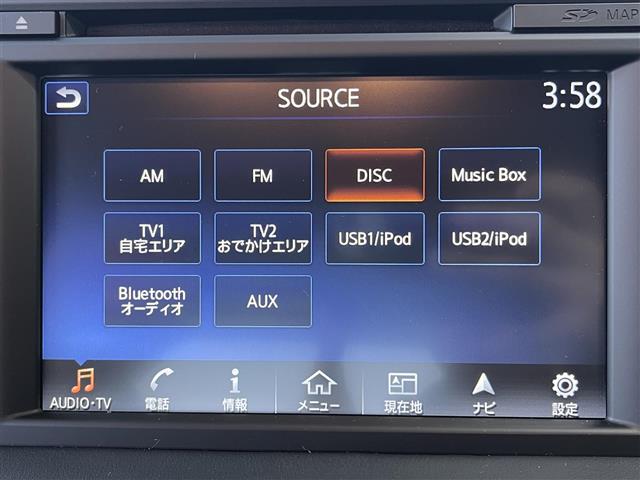 SD MAP
SOURCE
3:58
AM
FM
DISC
Music Box
TV1
自宅エリア
TV2
おでかけエリア
USB1/iPod
USB2/iPod
Bluetooth
オーディオ
AUX
AUDIO・TV
電話
情報
メニュー
現在地
ナビ
設定